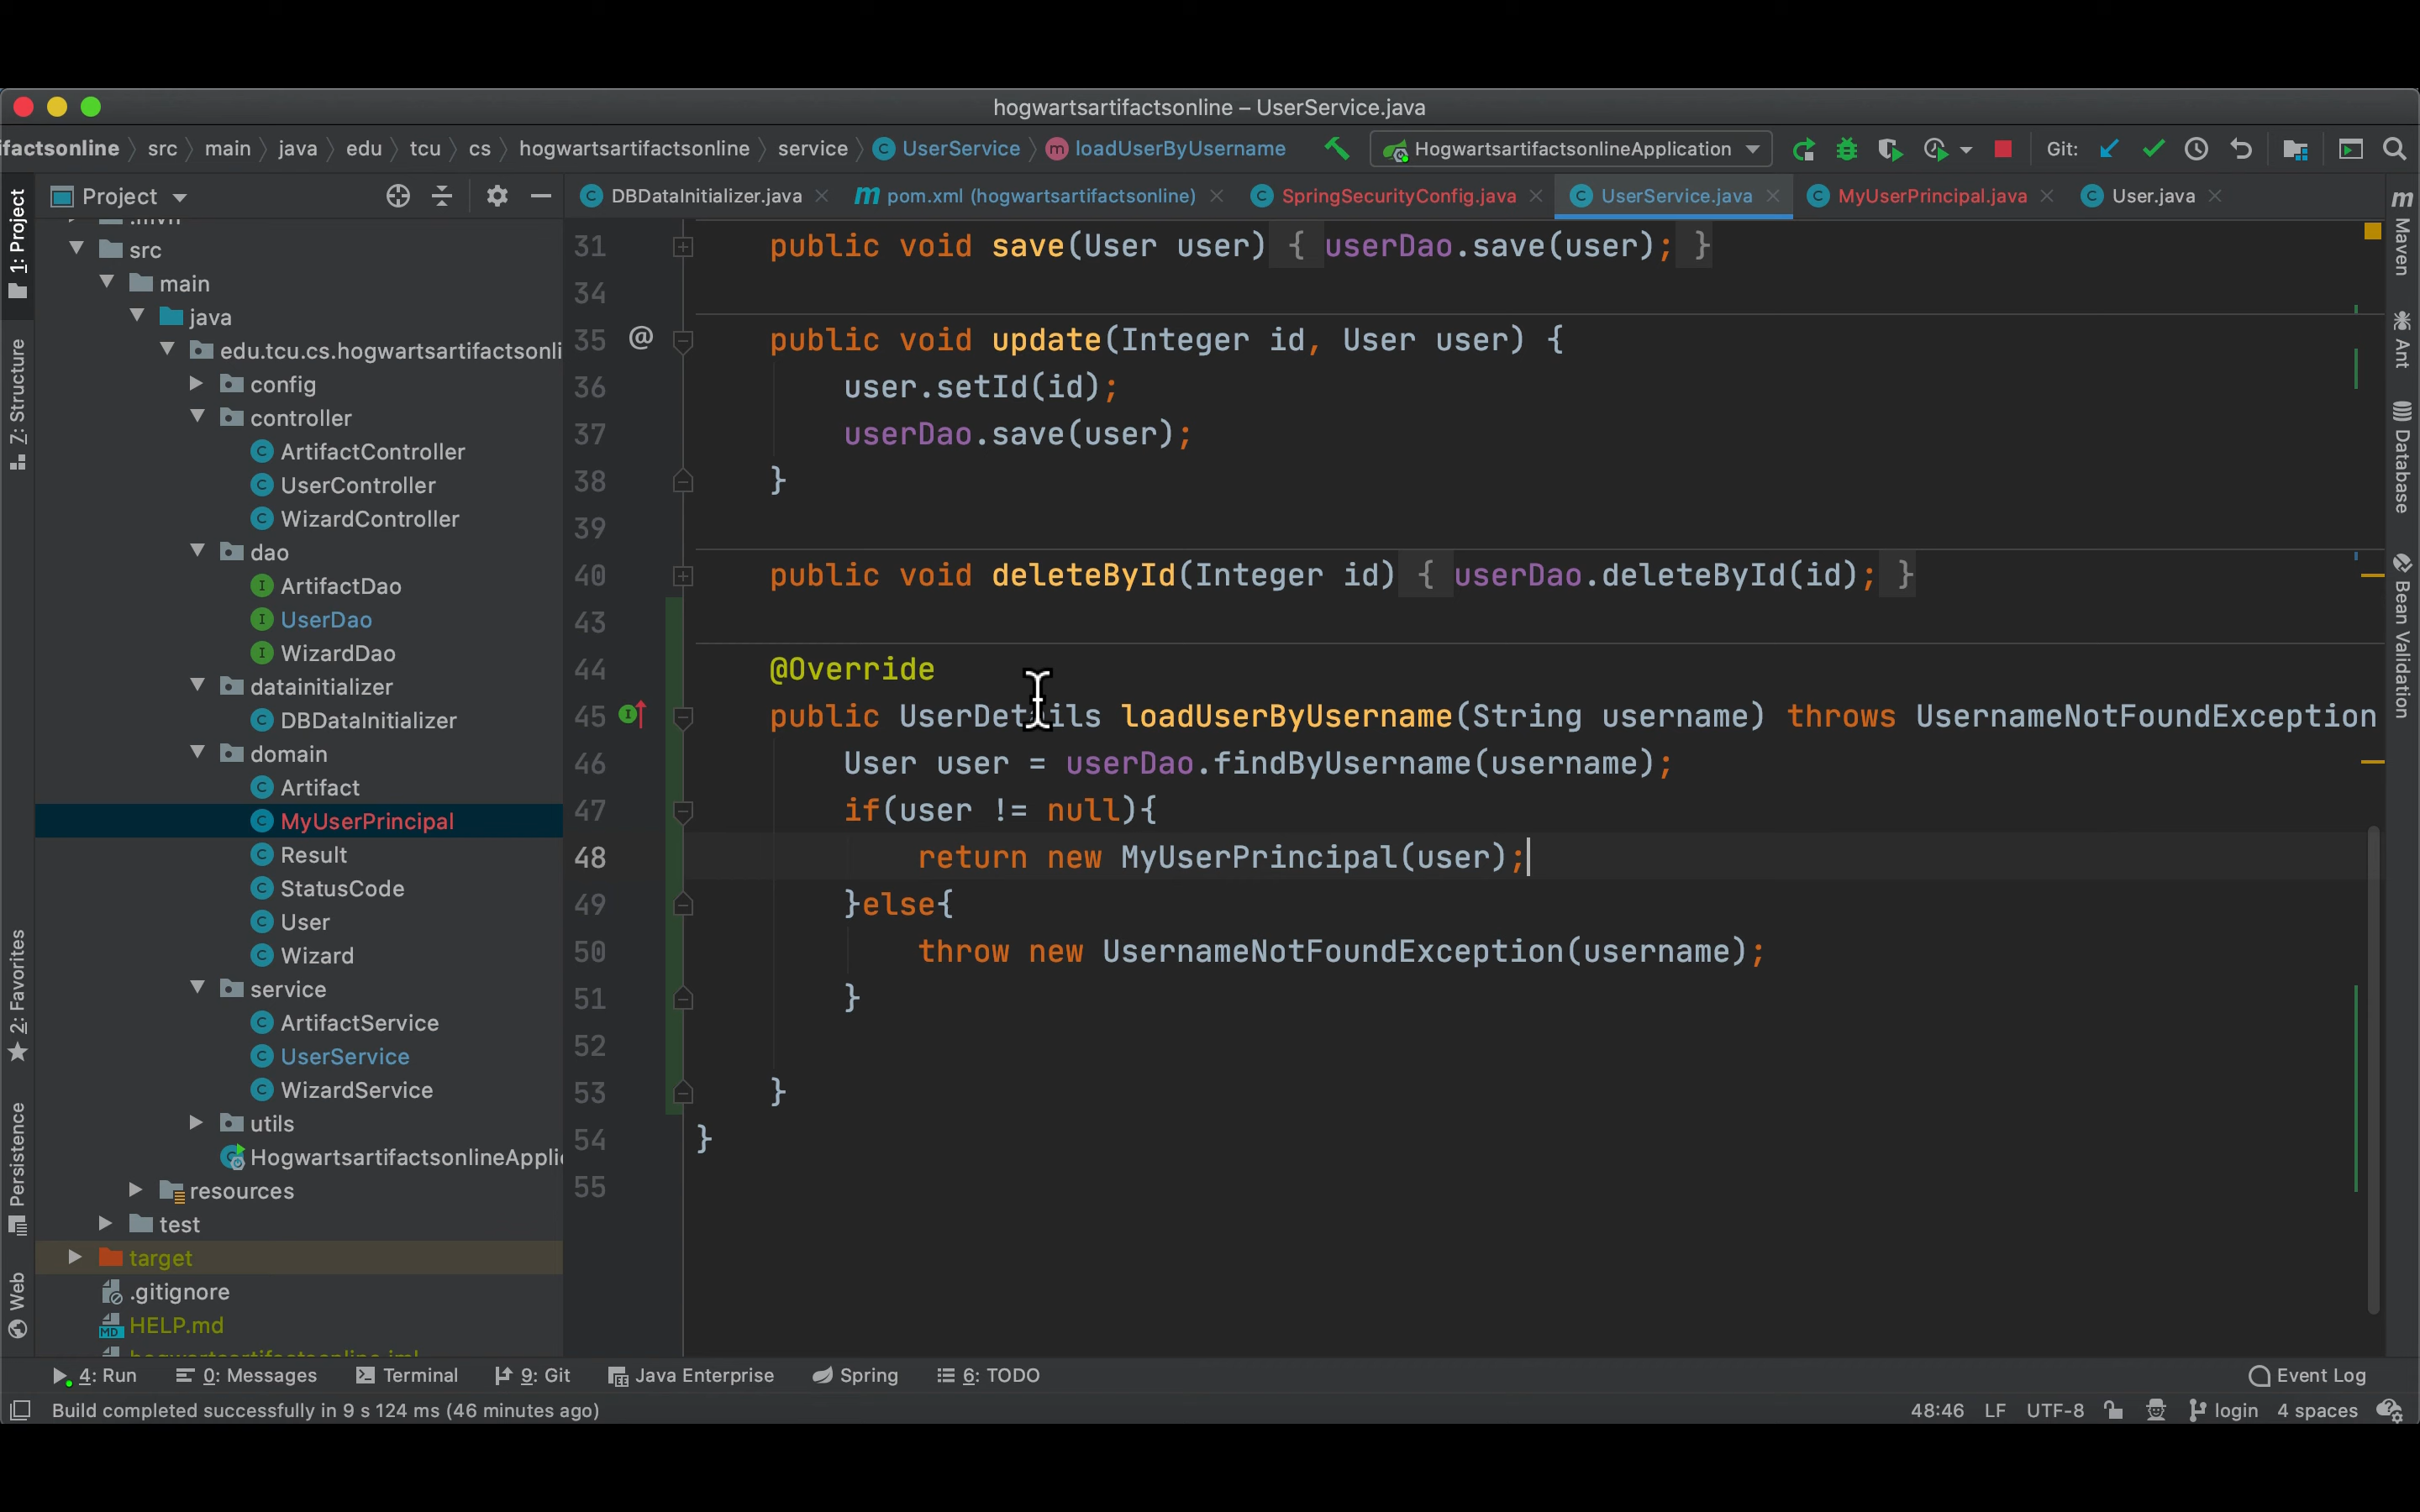 hogwartsartifactsonline – UserService.java
ifactsonline
src
main
java
edu
tcu
cs
hogwartsartifactsonline
service
UserService
loadUserByUsername
HogwartsartifactsonlineApplication
Git:
1: Project
Z: Structure
2: Favorites
Persistence
Web
Project
DBDataInitializer.java
pom.xml (hogwartsartifactsonline)
SpringSecurityConfig.java
UserService.java
MyUserPrincipal.java
User.java
src
main
java
edu.tcu.cs.hogwartsartifactsonli
config
controller
ArtifactController
UserController
WizardController
dao
ArtifactDao
UserDao
WizardDao
datainitializer
DBDataInitializer
domain
Artifact
MyUserPrincipal
Result
StatusCode
User
Wizard
service
ArtifactService
UserService
WizardService
utils
HogwartsartifactsonlineAppli
resources
test
target
.gitignore
HELP.md
31 public void save(User user) { userDao.save(user); }
34
35 @ public void update(Integer id, User user) {
36 user.setId(id);
37 userDao.save(user);
38 }
39
40 public void deleteById(Integer id) { userDao.deleteById(id); }
43
44 @Override
45 public UserDetails loadUserByUsername(String username) throws UsernameNotFoundException
46 User user = userDao.findByUsername(username);
47 if(user != null){
48 return new MyUserPrincipal(user);
49 }else{
50 throw new UsernameNotFoundException(username);
51 }
52
53 }
54 }
55
Maven
Ant
Database
Bean Validation
4: Run
0: Messages
Terminal
9: Git
Java Enterprise
Spring
6: TODO
Event Log
Build completed successfully in 9 s 124 ms (46 minutes ago)
48:46
LF
UTF-8
login
4 spaces